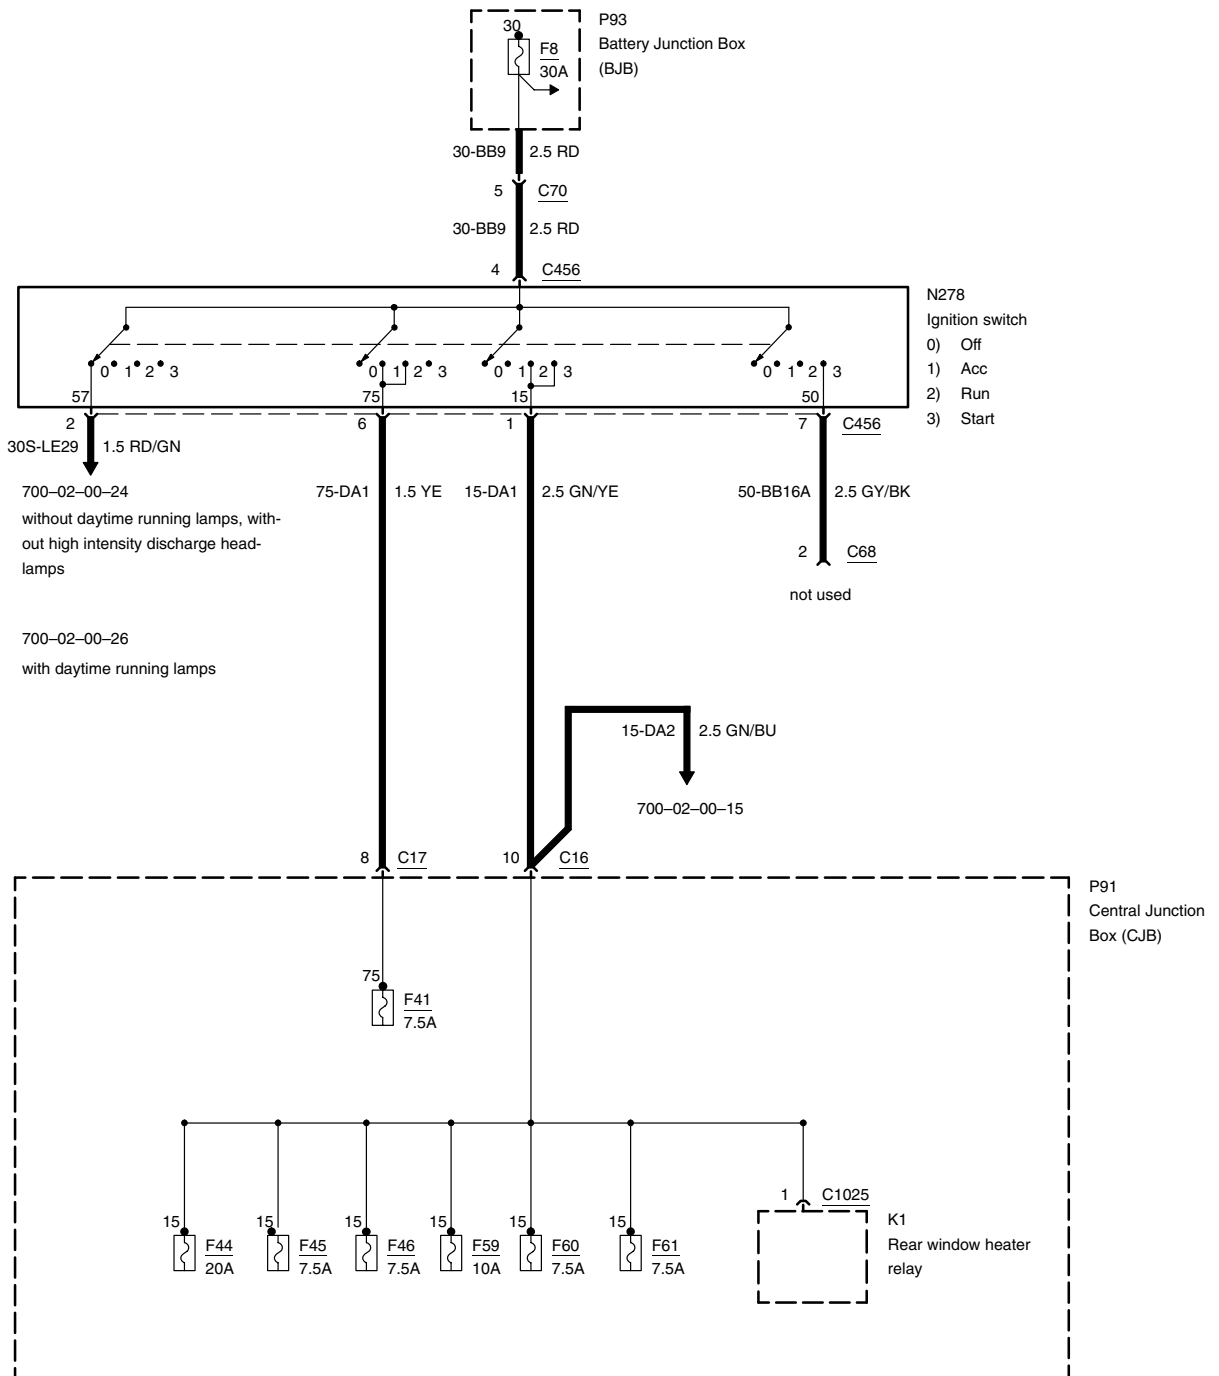 P93
Battery Junction Box
(BJB)
30
F8
30A
30-BB9 2.5 RD
5 C70
30-BB9 2.5 RD
4 C456
N278
Ignition switch
0) Off
1) Acc
2) Run
3) Start
0 1 2 3
0 1 2 3
0 1 2 3
0 1 2 3
57 75 15 50
2 6 1 7 C456
30S-LE29 1.5 RD/GN
700–02–00–24
without daytime running lamps, with-
out high intensity discharge head-
lamps
700–02–00–26
with daytime running lamps
75-DA1 1.5 YE
15-DA1 2.5 GN/YE
50-BB16A 2.5 GY/BK
2 C68
not used
15-DA2 2.5 GN/BU
700–02–00–15
8 C17
10 C16
P91
Central Junction
Box (CJB)
75
F41
7.5A
15
F44
20A
15
F45
7.5A
15
F46
7.5A
15
F59
10A
15
F60
7.5A
15
F61
7.5A
1 C1025
K1
Rear window heater
relay